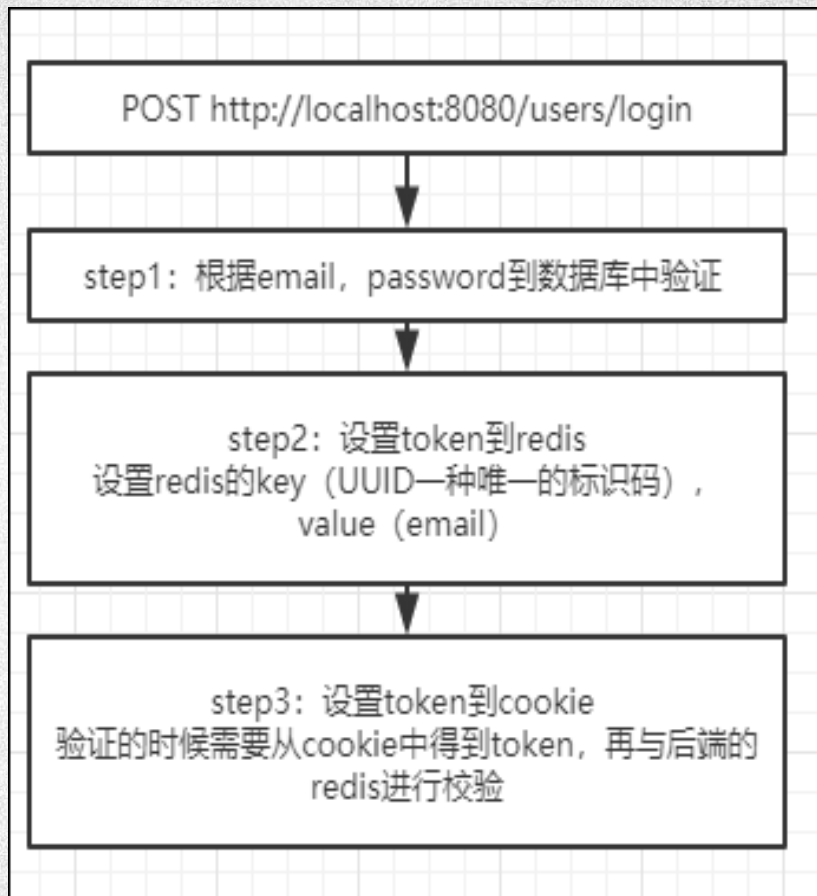 POST http://localhost:8080/users/login
step1：根据email，password到数据库中验证
step2：设置token到redis
设置redis的key（UUID一种唯一的标识码）,
value（email）
step3：设置token到cookie
验证的时候需要从cookie中得到token，再与后端的
redis进行校验